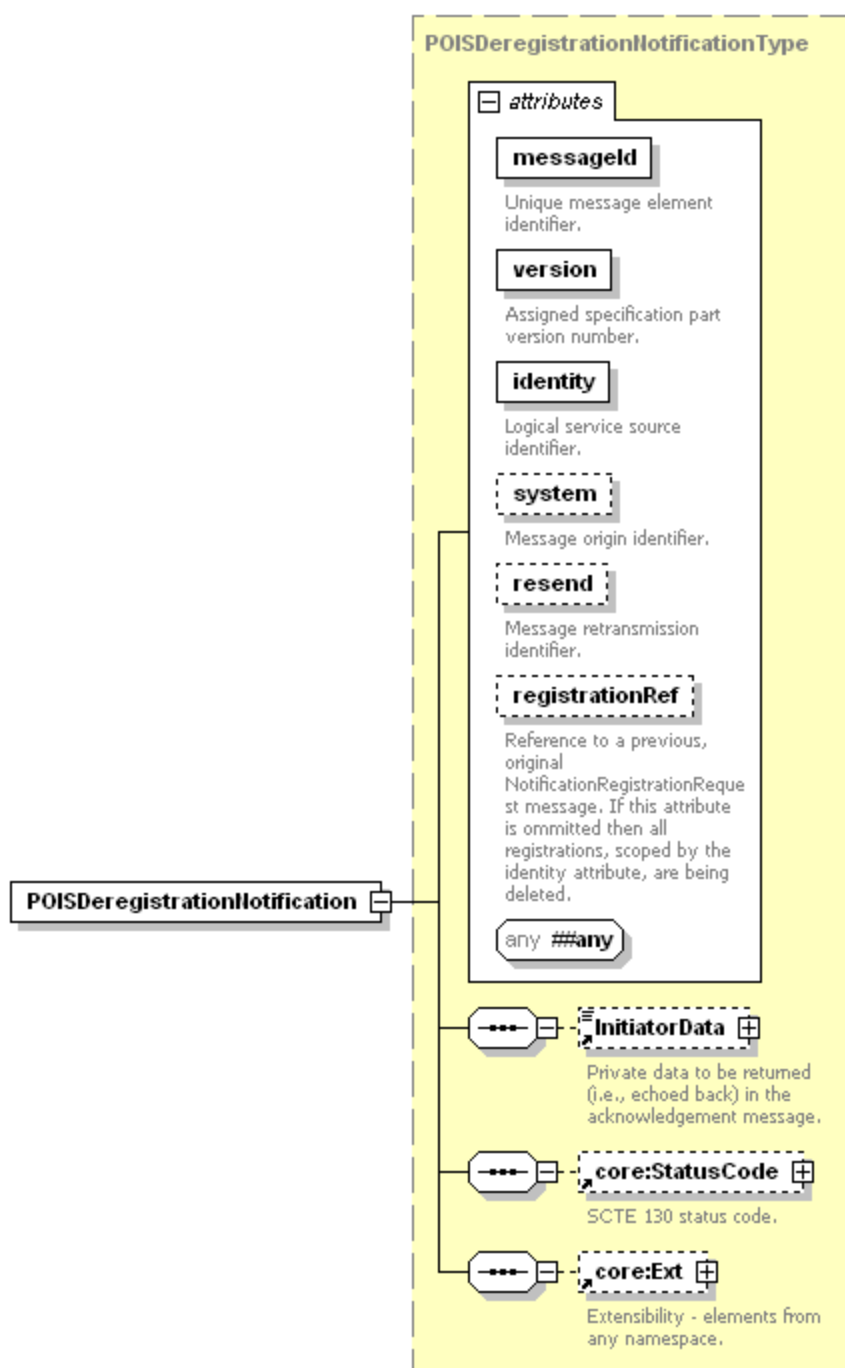 POISDeregistrationNotificationType
attributes
messageId
Unique message element
identifier.
version
Assigned specification part
version number.
identity
Logical service source
identifier.
system
Message origin identifier.
resend
Message retransmission
identifier.
registrationRef
Reference to a previous,
original
NotificationRegistrationReque
st message. If this attribute
is ommitted then all
registrations, scoped by the
identity attribute, are being
deleted.
POISDeregistrationNotification
any ##any
InitiatorData
Private data to be returned
(i.e., echoed back) in the
acknowledgement message.
core:StatusCode
SCTE 130 status code.
core:Ext
Extensibility - elements from
any namespace.